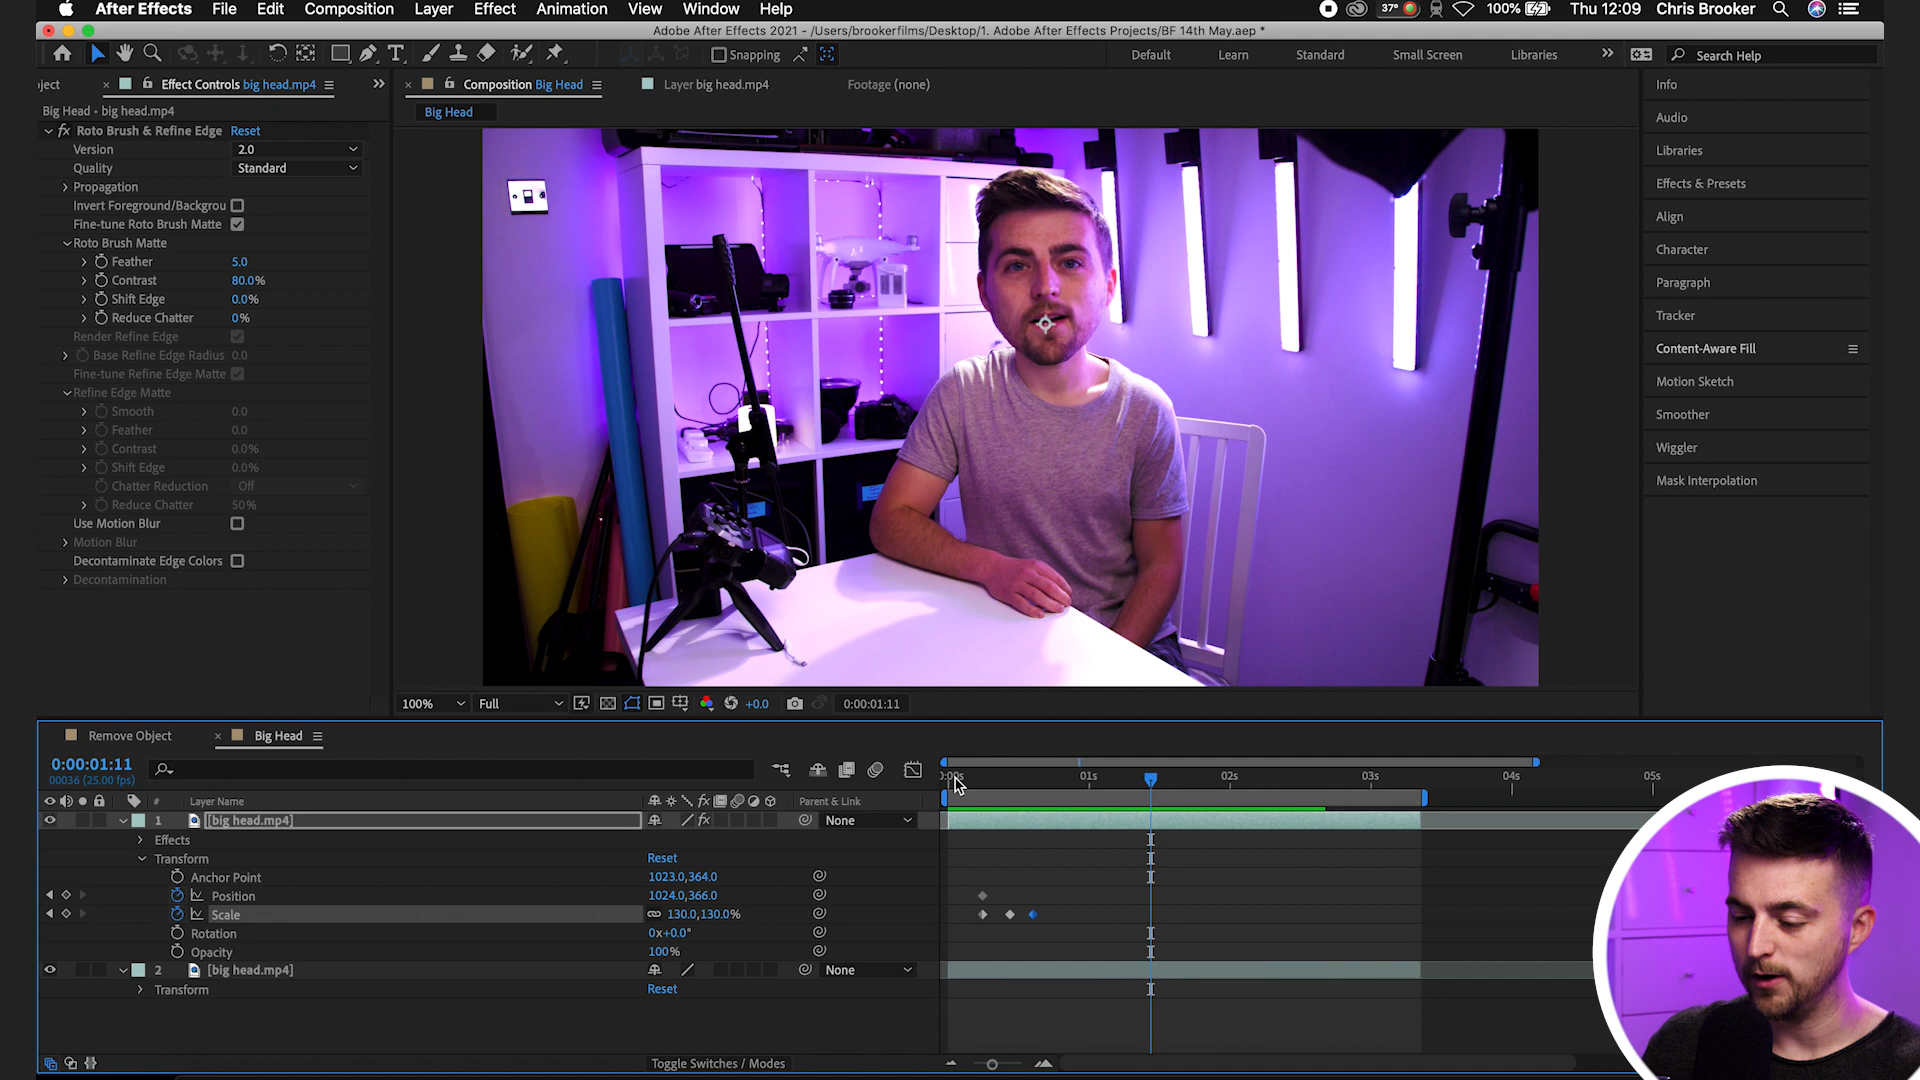 After Effects File Edit Composition Layer Effect Animation View Window Help 37° 100% Thu 12:09 Chris Brooker
Adobe After Effects 2021 - /Users/brookerfilms/Desktop/1. Adobe After Effects Projects/BF 14th May.aep *
Snapping Default Learn Standard Small Screen Libraries Search Help
ject Effect Controls big head.mp4 Composition Big Head Layer big head.mp4 Footage (none)
Big Head • big head.mp4
Big Head
fx Roto Brush & Refine Edge Reset
Version 2.0
Quality Standard
Propagation
Invert Foreground/Backgrou
Fine-tune Roto Brush Matte
Roto Brush Matte
Feather 5.0
Contrast 80.0%
Shift Edge 0.0%
Reduce Chatter 0%
Render Refine Edge
Base Refine Edge Radius 0.0
Fine-tune Refine Edge Matte
Refine Edge Matte
Smooth 0.0
Feather 0.0
Contrast 0.0%
Shift Edge 0.0%
Chatter Reduction Off
Reduce Chatter 50%
Use Motion Blur
Motion Blur
Decontaminate Edge Colors
Decontamination
Info
Audio
Libraries
Effects & Presets
Align
Character
Paragraph
Tracker
Content-Aware Fill
Motion Sketch
Smoother
Wiggler
Mask Interpolation
100% Full +0.0 0:00:01:11
Remove Object Big Head
0:00:01:11
00036 (25.00 fps)
01s 02s 03s 04s 05s
# Layer Name fx Parent & Link
1 [big head.mp4] fx None
Effects
Transform Reset
Anchor Point 1023.0,364.0
Position 1024.0,366.0
Scale 130.0,130.0%
Rotation 0x+0.0°
Opacity 100%
2 [big head.mp4] None
Transform Reset
Toggle Switches / Modes